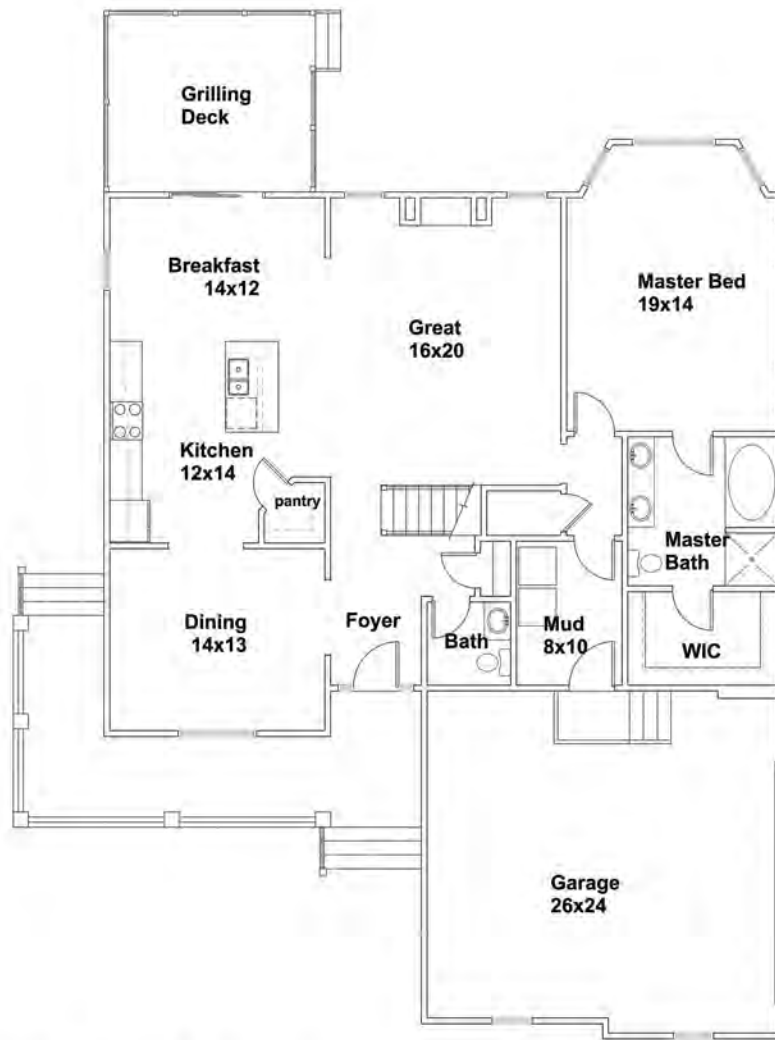 Grilling
Deck
Breakfast
14x12
Great
16x20
Master Bed
19x14
Kitchen
12x14
pantry
Master
Bath
Dining
14x13
Foyer
Bath
Mud
8x10
WIC
Garage
26x24